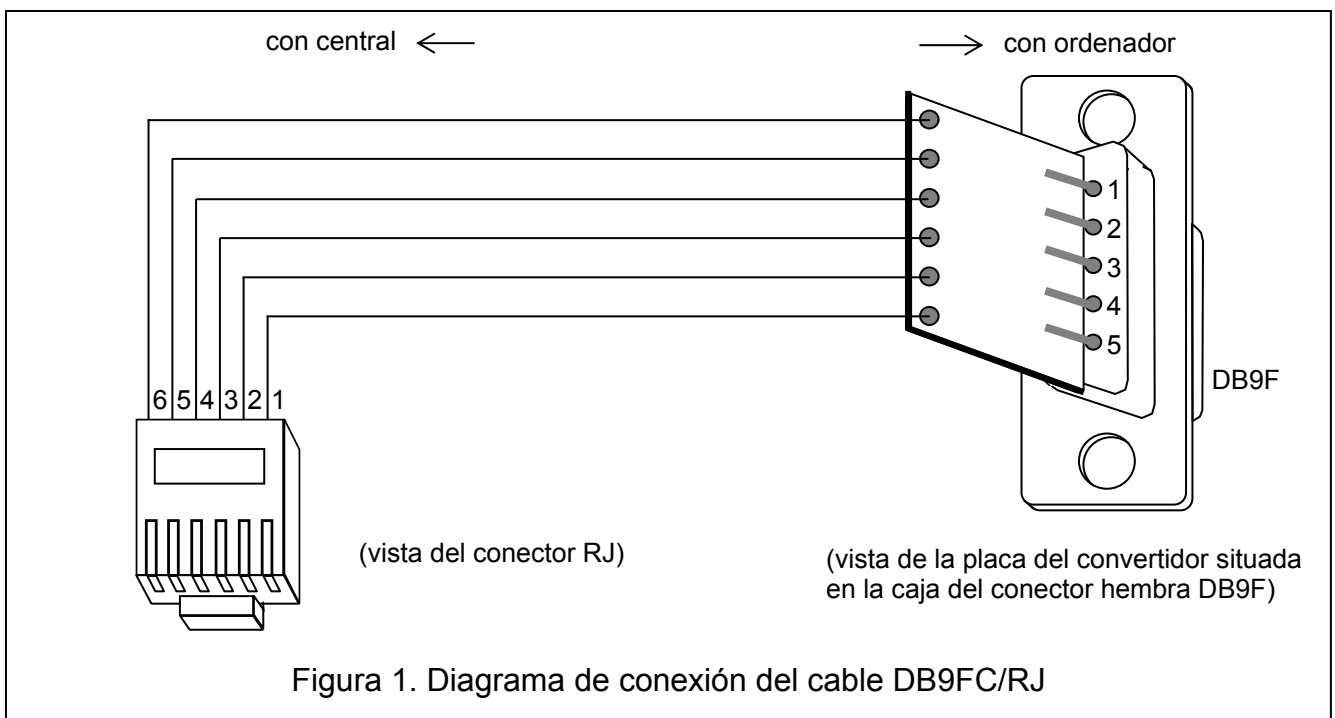 con central ←
→ con ordenador
1
2
3
4
5
DB9F
6 5 4 3 2 1
(vista del conector RJ)
(vista de la placa del convertidor situada
en la caja del conector hembra DB9F)
Figura 1. Diagrama de conexión del cable DB9FC/RJ